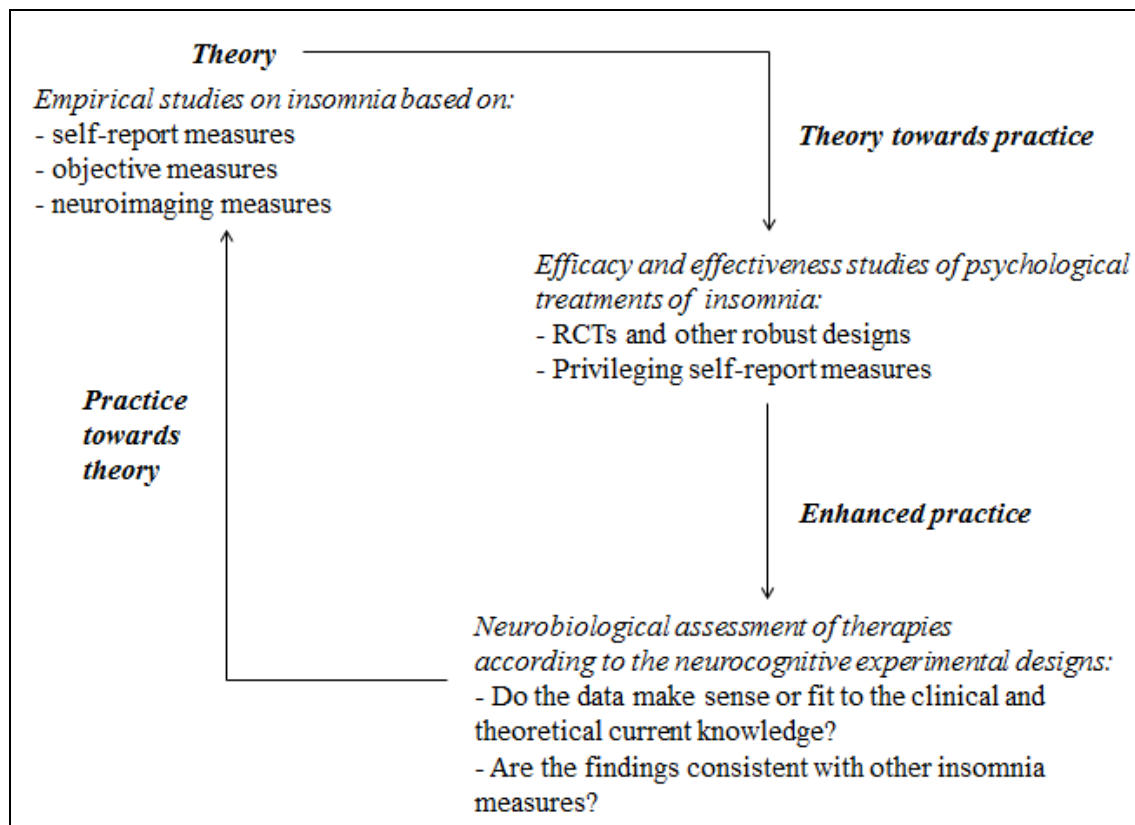 Theory
Empirical studies on insomnia based on:
- self-report measures
- objective measures
- neuroimaging measures
Theory towards practice
Efficacy and effectiveness studies of psychological
treatments of insomnia:
- RCTs and other robust designs
- Privileging self-report measures
Practice
towards
theory
Enhanced practice
Neurobiological assessment of therapies
according to the neurocognitive experimental designs:
- Do the data make sense or fit to the clinical and
theoretical current knowledge?
- Are the findings consistent with other insomnia
measures?